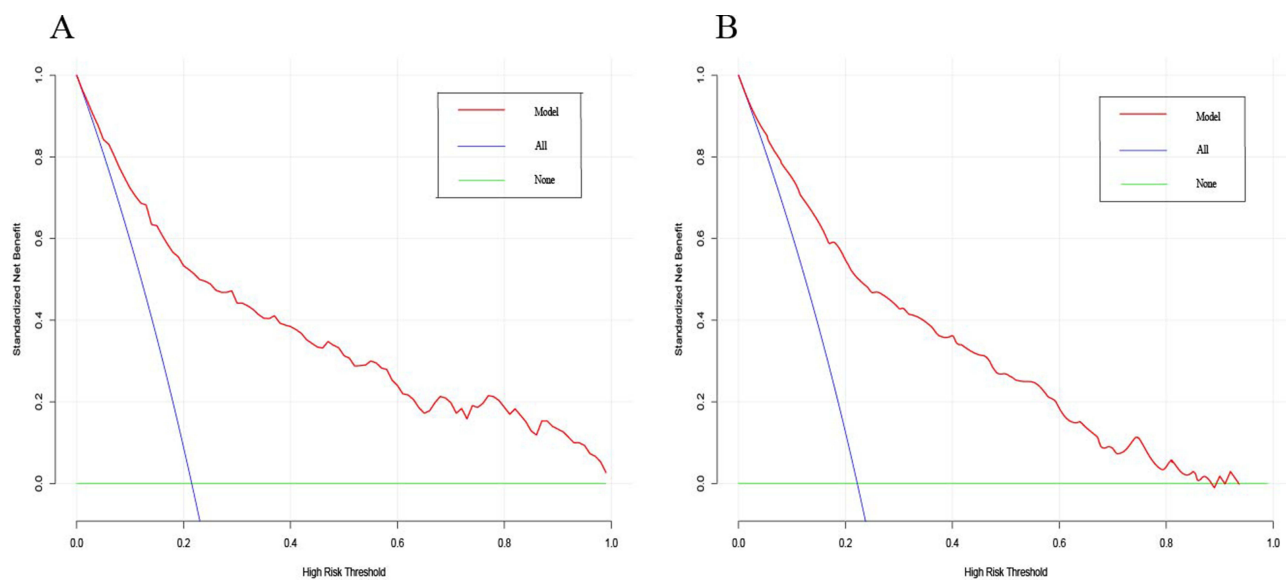 A
B
Model
All
None
1.0
0.8
0.6
0.4
0.2
0.0
Standardized Net Benefit
0.0 0.2 0.4 0.6 0.8 1.0
High Risk Threshold
Model
All
None
1.0
0.8
0.6
0.4
0.2
0.0
Standardized Net Benefit
0.0 0.2 0.4 0.6 0.8 1.0
High Risk Threshold